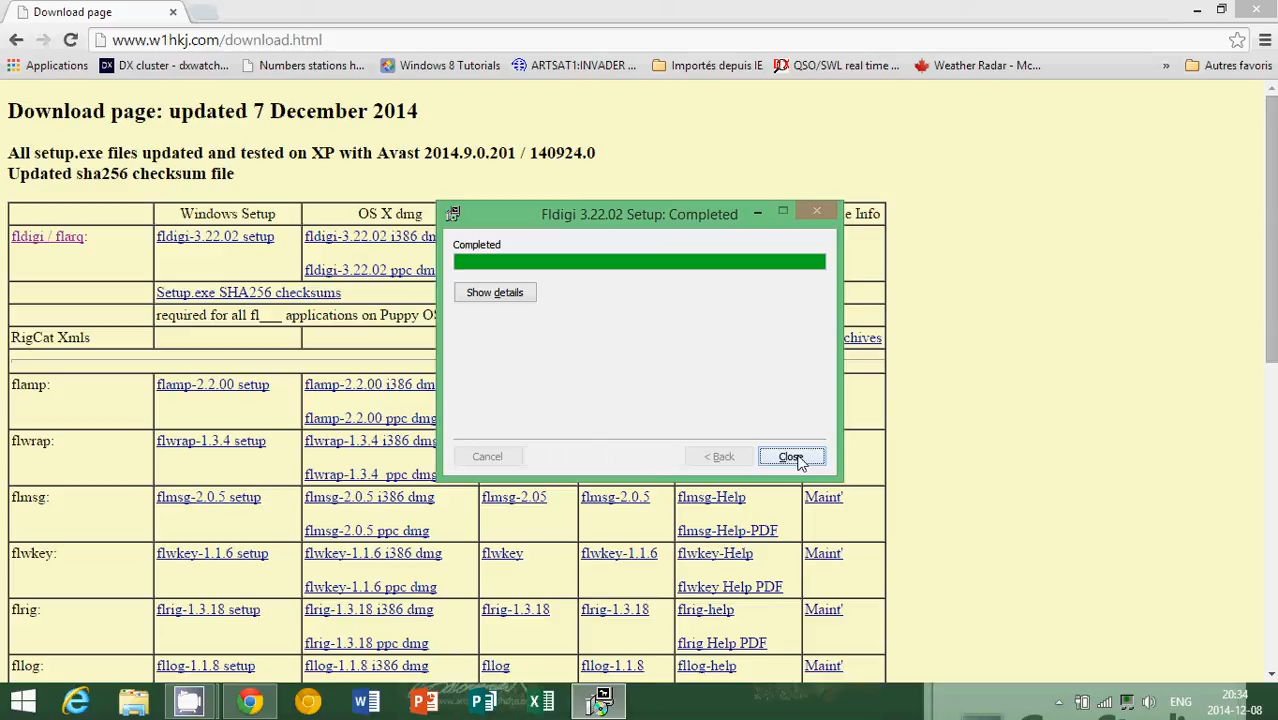 Download page
www.w1hkj.com/download.html
Applications DX cluster - dxwatch... Numbers stations h... Windows 8 Tutorials ARTSAT1:INVADER ... Importés depuis IE QSO/SWL real time ... Weather Radar - Mc... » Autres favoris
Download page: updated 7 December 2014
All setup.exe files updated and tested on XP with Avast 2014.9.0.201 / 140924.0
Updated sha256 checksum file
Windows Setup OS X dmg e Info
fldigi / flarq: fldigi-3.22.02 setup fldigi-3.22.02 i386 dm
fldigi-3.22.02 ppc dm
Setup.exe SHA256 checksums
required for all fl___ applications on Puppy OS
RigCat Xmls chives
Fldigi 3.22.02 Setup: Completed
Completed
Show details
Cancel < Back Close
flamp: flamp-2.2.00 setup flamp-2.2.00 i386 dm
flamp-2.2.00 ppc dm
flwrap: flwrap-1.3.4 setup flwrap-1.3.4 i386 dm
flwrap-1.3.4 ppc dm
flmsg: flmsg-2.0.5 setup flmsg-2.0.5 i386 dmg flmsg-2.05 flmsg-2.0.5 flmsg-Help Maint'
flmsg-2.0.5 ppc dmg flmsg-Help-PDF
flwkey: flwkey-1.1.6 setup flwkey-1.1.6 i386 dmg flwkey flwkey-1.1.6 flwkey-Help Maint'
flwkey-1.1.6 ppc dmg flwkey Help PDF
flrig: flrig-1.3.18 setup flrig-1.3.18 i386 dmg flrig-1.3.18 flrig-1.3.18 flrig-help Maint'
flrig-1.3.18 ppc dmg flrig Help PDF
fllog: fllog-1.1.8 setup fllog-1.1.8 i386 dmg fllog fllog-1.1.8 fllog-help Maint'
ENG 20:34
2014-12-08